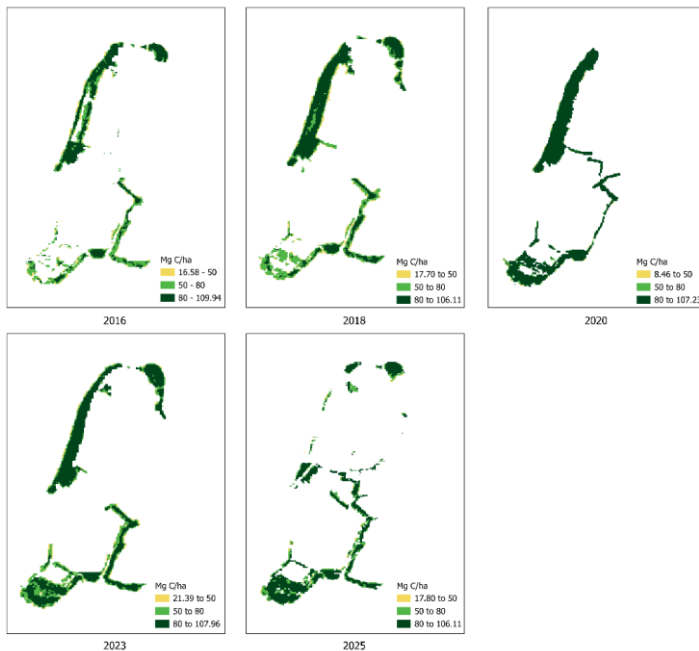 Mg C/ha
16.58 - 50
50 - 80
80 - 109.94
2016
Mg C/ha
17.70 to 50
50 to 80
80 to 106.11
2018
Mg C/ha
8.46 to 50
50 to 80
80 to 107.23
2020
Mg C/ha
21.39 to 50
50 to 80
80 to 107.96
2023
Mg C/ha
17.80 to 50
50 to 80
80 to 106.11
2025